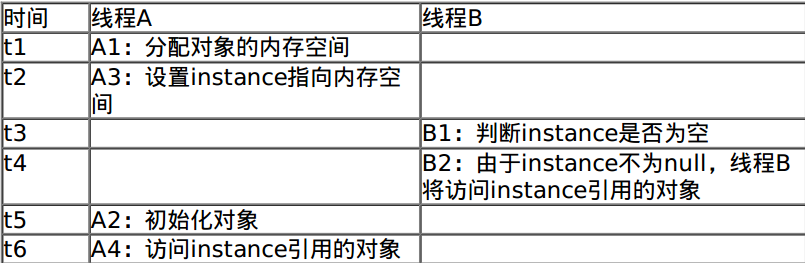 时间 线程A 线程B
t1 A1：分配对象的内存空间
t2 A3：设置instance指向内存空
间
t3 B1：判断instance是否为空
t4 B2：由于instance不为null，线程B
将访问instance引用的对象
t5 A2：初始化对象
t6 A4：访问instance引用的对象